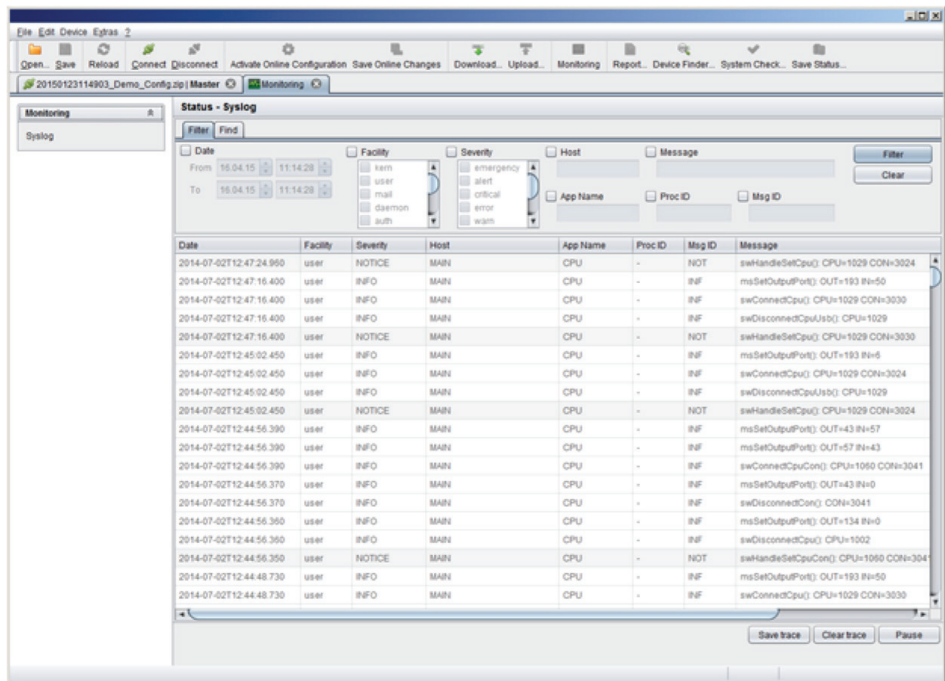 File Edit Device Extras ?
Open... Save Reload Connect Disconnect Activate Online Configuration Save Online Changes Download... Upload... Monitoring Report... Device Finder... System Check... Save Status...
20150123114903_Demo_Config.zip | Master Monitoring
Monitoring
Syslog
Status - Syslog
Filter Find
Date Facility Severity Host Message Filter
From 16.04.15 11:14:28 kern emergency Clear
user alert
To 16.04.15 11:14:28 mail critical App Name Proc ID Msg ID
daemon error
auth warn
Date Facility Severity Host App Name Proc ID Msg ID Message
2014-07-02T12:47:24.960 user NOTICE MAIN CPU - NOT swHandleSetCpu(): CPU=1029 CON=3024
2014-07-02T12:47:16.400 user INFO MAIN CPU - INF msSetOutputPort(): OUT=193 IN=50
2014-07-02T12:47:16.400 user INFO MAIN CPU - INF swConnectCpu(): CPU=1029 CON=3030
2014-07-02T12:47:16.400 user INFO MAIN CPU - INF swDisconnectCpuUsb(): CPU=1029
2014-07-02T12:47:16.400 user NOTICE MAIN CPU - NOT swHandleSetCpu(): CPU=1029 CON=3030
2014-07-02T12:45:02.450 user INFO MAIN CPU - INF msSetOutputPort(): OUT=193 IN=6
2014-07-02T12:45:02.450 user INFO MAIN CPU - INF swConnectCpu(): CPU=1029 CON=3024
2014-07-02T12:45:02.450 user INFO MAIN CPU - INF swDisconnectCpuUsb(): CPU=1029
2014-07-02T12:45:02.450 user NOTICE MAIN CPU - NOT swHandleSetCpu(): CPU=1029 CON=3024
2014-07-02T12:44:56.390 user INFO MAIN CPU - INF msSetOutputPort(): OUT=43 IN=57
2014-07-02T12:44:56.390 user INFO MAIN CPU - INF msSetOutputPort(): OUT=57 IN=43
2014-07-02T12:44:56.390 user INFO MAIN CPU - INF swConnectCpuCon(): CPU=1060 CON=3041
2014-07-02T12:44:56.370 user INFO MAIN CPU - INF msSetOutputPort(): OUT=43 IN=0
2014-07-02T12:44:56.370 user INFO MAIN CPU - INF swDisconnectCon(): CON=3041
2014-07-02T12:44:56.360 user INFO MAIN CPU - INF msSetOutputPort(): OUT=134 IN=0
2014-07-02T12:44:56.360 user INFO MAIN CPU - INF swDisconnectCpu(): CPU=1002
2014-07-02T12:44:56.350 user NOTICE MAIN CPU - NOT swHandleSetCpuCon(): CPU=1060 CON=3041
2014-07-02T12:44:48.730 user INFO MAIN CPU - INF msSetOutputPort(): OUT=193 IN=50
2014-07-02T12:44:48.730 user INFO MAIN CPU - INF swConnectCpu(): CPU=1029 CON=3030
Save trace Clear trace Pause